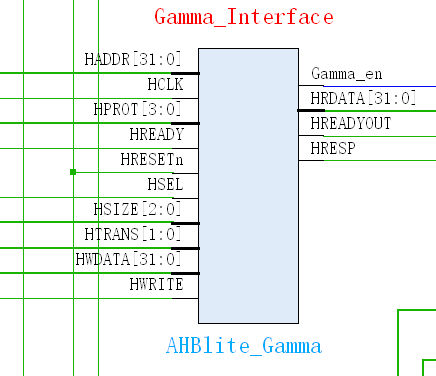 Gamma_Interface
HADDR[31:0]
HCLK
HPROT[3:0]
HREADY
HRESETn
HSEL
HSIZE[2:0]
HTRANS[1:0]
HWDATA[31:0]
HWRITE
Gamma_en
HRDATA[31:0]
HREADYOUT
HRESP
AHBlite_Gamma